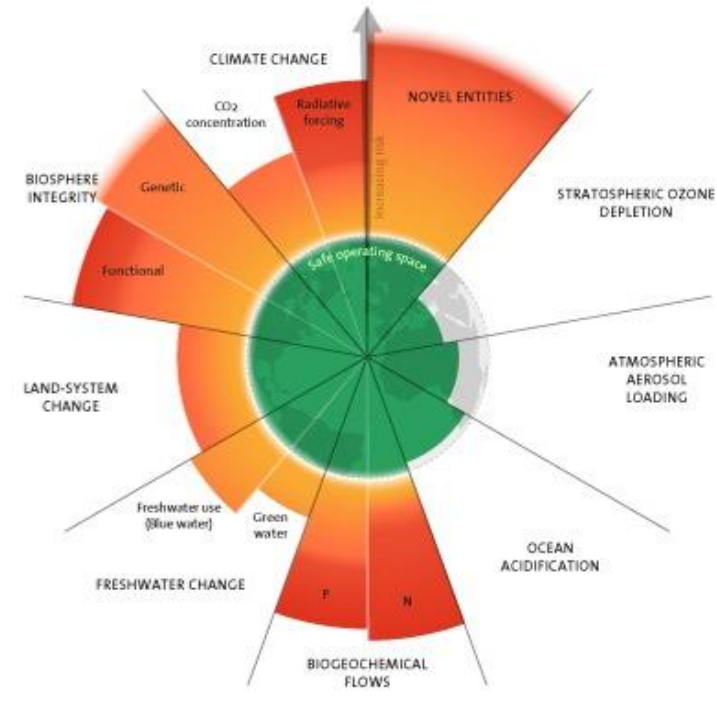 CLIMATE CHANGE
CO2
concentration
Radiative
forcing
NOVEL ENTITIES
Increasing risk
BIOSPHERE
INTEGRITY
Genetic
Functional
STRATOSPHERIC OZONE
DEPLETION
Safe operating space
LAND-SYSTEM
CHANGE
ATMOSPHERIC
AEROSOL
LOADING
Freshwater use
(Blue water)
Green
water
FRESHWATER CHANGE
OCEAN
ACIDIFICATION
P
N
BIOGEOCHEMICAL
FLOWS